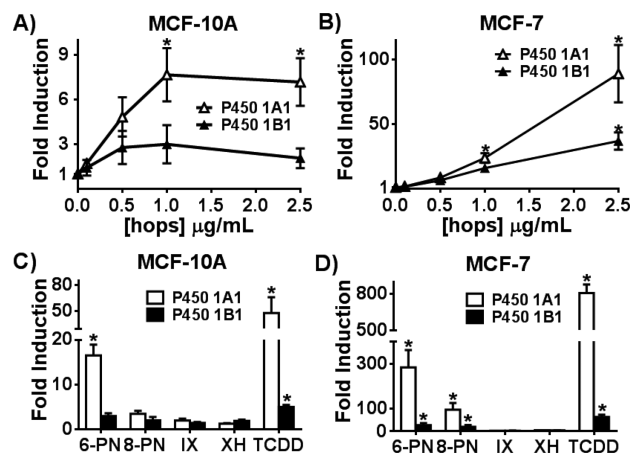 A) MCF-10A
Fold Induction
9
6
3
1
P450 1A1
P450 1B1
*
*
0.0 0.5 1.0 1.5 2.0 2.5
[hops] μg/mL
B) MCF-7
Fold Induction
100
50
1
P450 1A1
P450 1B1
*
*
*
0.0 0.5 1.0 1.5 2.0 2.5
[hops] μg/mL
C) MCF-10A
Fold Induction
80
50
20
20
10
0
P450 1A1
P450 1B1
*
*
*
6-PN 8-PN IX XH TCDD
D) MCF-7
Fold Induction
800
500
300
200
100
0
P450 1A1
P450 1B1
*
*
*
*
*
*
6-PN 8-PN IX XH TCDD